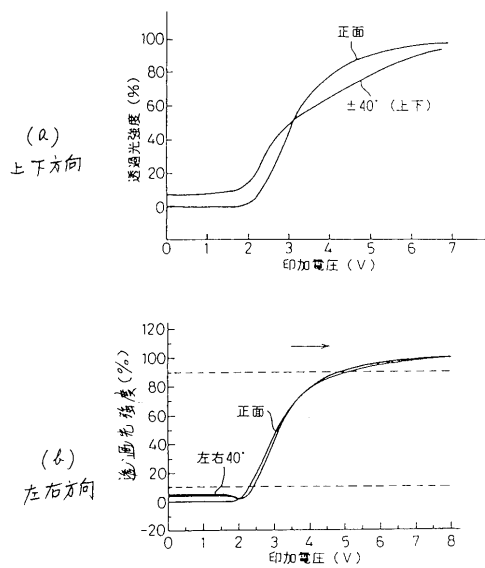 (a)
上下方向
透過光強度(%)
100
80
60
40
20
0
正面
±40°(上下)
0 1 2 3 4 5 6 7
印加電圧(V)
(b)
左右方向
透過光強度(%)
120
100
80
60
40
20
0
-20
正面
左右40°
0 1 2 3 4 5 6 7 8
印加電圧(V)